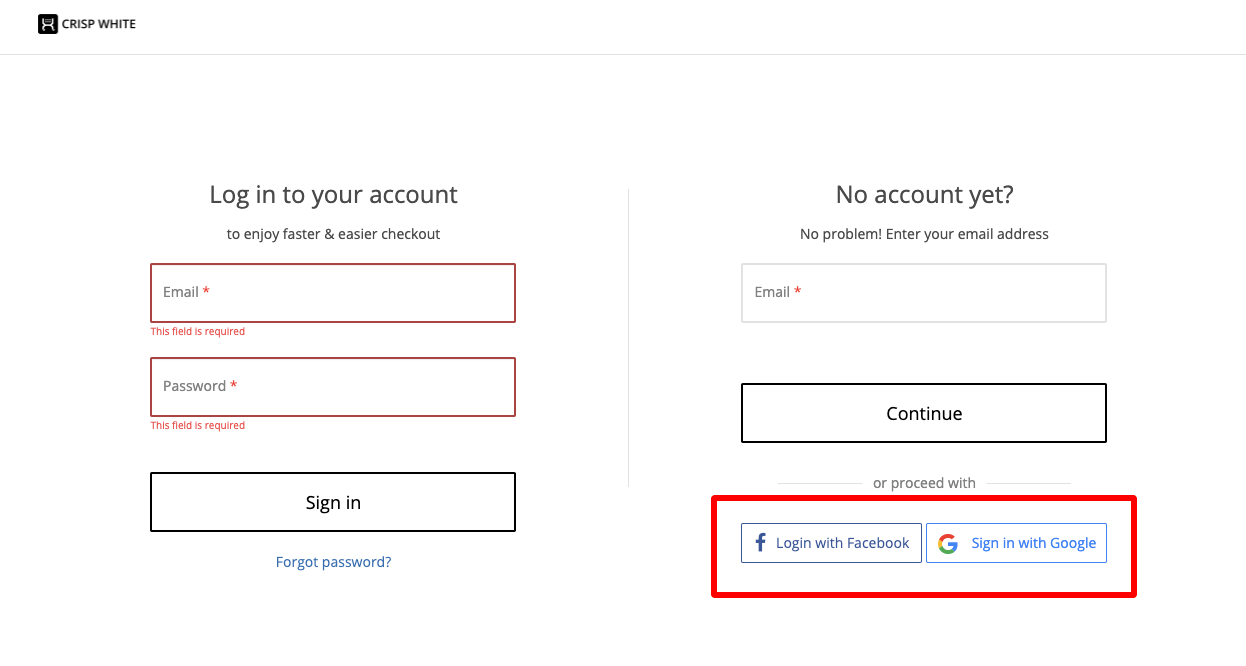 CRISP WHITE
Log in to your account
to enjoy faster & easier checkout
Email *
This field is required
Password *
This field is required
Sign in
Forgot password?
No account yet?
No problem! Enter your email address
Email *
Continue
or proceed with
Login with Facebook
Sign in with Google